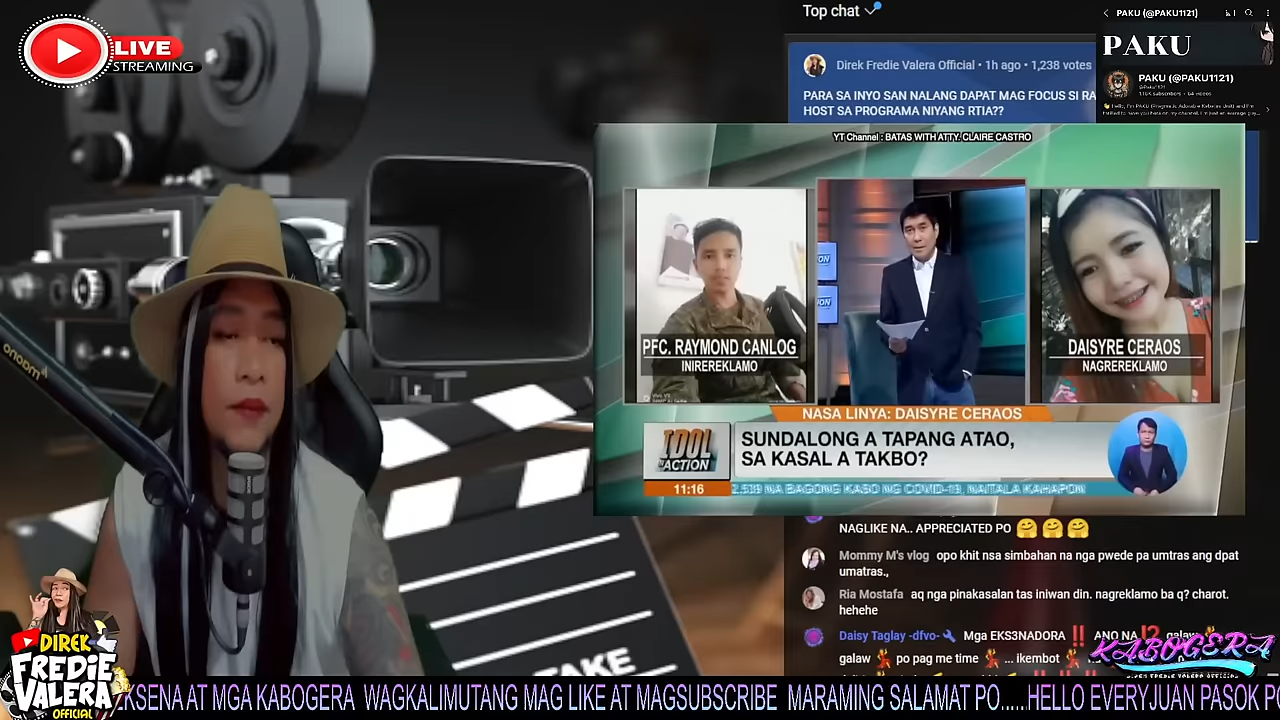 LIVE
STREAMING
Top chat
PAKU (@PAKU1121)
PAKU
PAKU (@PAKU1121)
Direk Fredie Valera Official • 1h ago • 1,238 votes
PARA SA INYO SAN NALANG DAPAT MAG FOCUS SI RA
HOST SA PROGRAMA NIYANG RTIA??
YT Channel : BATAS WITH ATTY. CLAIRE CASTRO
PFC. RAYMOND CANLOG
INIREREKLAMO
DAISYRE CERAOS
NAGREREKLAMO
NASA LINYA: DAISYRE CERAOS
IDOL
IN ACTION
SUNDALONG A TAPANG ATAO,
SA KASAL A TAKBO?
11:16
2,539 NA BAGONG KASO NG COVID-19, NAITALA KAHAPON
maono
NAGLIKE NA.. APPRECIATED PO 🤗 🤗 🤗
Mommy M's vlog opo khit nsa simbahan na nga pwede pa umtras ang dpat
umatras.,
Ria Mostafa aq nga pinakasalan tas iniwan din. nagreklamo ba q? charot.
hehehe
Daisy Taglay -dfvo- Mga EKS3NADORA ‼️ ANO NA ⁉️ galaw
galaw 💃 po pag me time 💃 ... ikembot 💃
KABOGERA
TAKE
DIREK
FREDIE
VALERA
OFFICIAL
KSENA AT MGA KABOGERA WAGKALIMUTANG MAG LIKE AT MAGSUBSCRIBE MARAMING SALAMAT PO......HELLO EVERYJUAN PASOK P